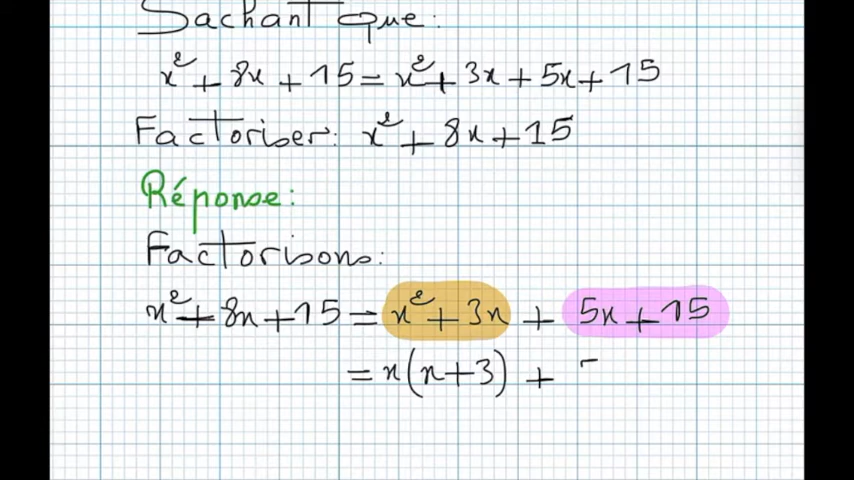 Sachant que:
x² + 8x + 15 = x² + 3x + 5x + 15
Factoriser: x² + 8x + 15
Réponse:
Factorisons:
x² + 8x + 15 = x² + 3x + 5x + 15
= x(x+3) +